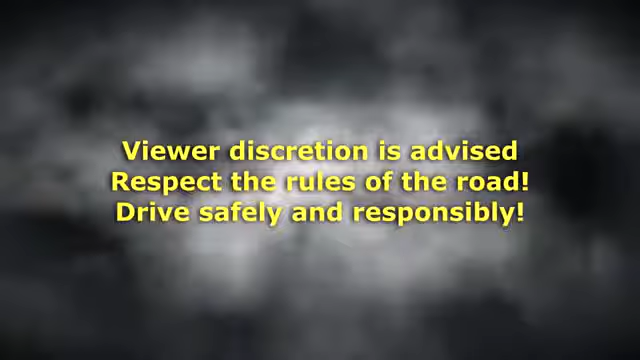 Viewer discretion is advised
Respect the rules of the road!
Drive safely and responsibly!